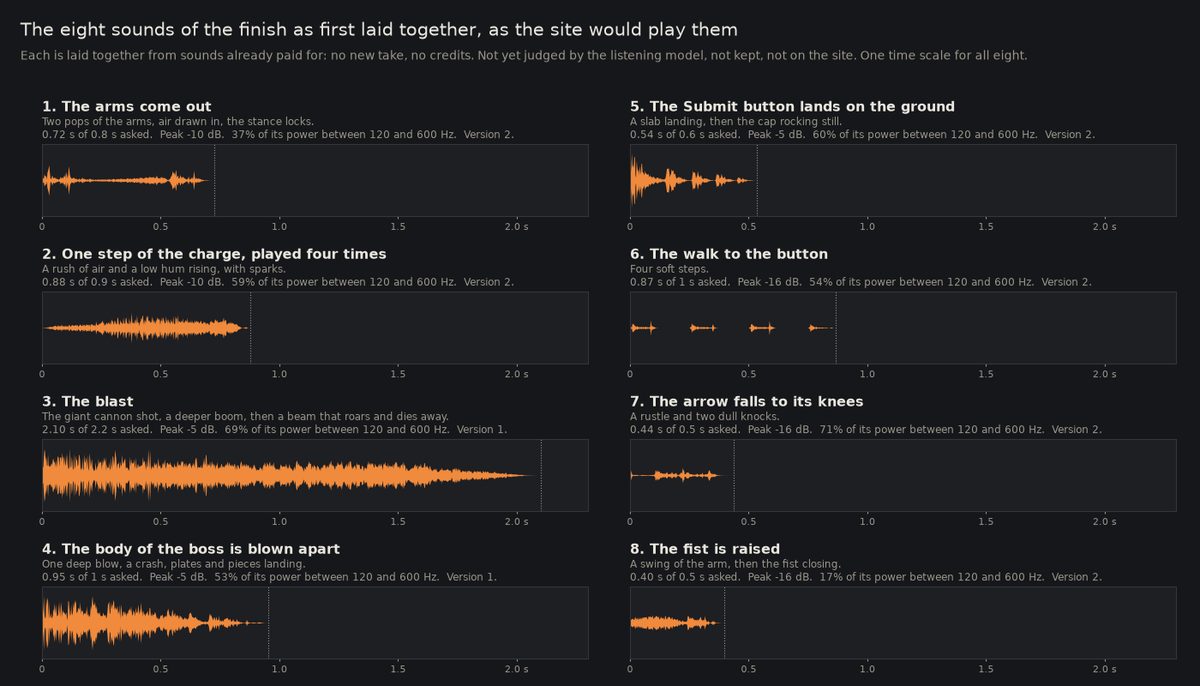 The eight sounds of the finish as first laid together, as the site would play them
Each is laid together from sounds already paid for: no new take, no credits. Not yet judged by the listening model, not kept, not on the site. One time scale for all eight.
1. The arms come out
Two pops of the arms, air drawn in, the stance locks.
0.72 s of 0.8 s asked.  Peak -10 dB.  37% of its power between 120 and 600 Hz.  Version 2.
0 0.5 1.0 1.5 2.0 s
2. One step of the charge, played four times
A rush of air and a low hum rising, with sparks.
0.88 s of 0.9 s asked.  Peak -10 dB.  59% of its power between 120 and 600 Hz.  Version 2.
0 0.5 1.0 1.5 2.0 s
3. The blast
The giant cannon shot, a deeper boom, then a beam that roars and dies away.
2.10 s of 2.2 s asked.  Peak -5 dB.  69% of its power between 120 and 600 Hz.  Version 1.
0 0.5 1.0 1.5 2.0 s
4. The body of the boss is blown apart
One deep blow, a crash, plates and pieces landing.
0.95 s of 1 s asked.  Peak -5 dB.  53% of its power between 120 and 600 Hz.  Version 1.
0 0.5 1.0 1.5 2.0 s
5. The Submit button lands on the ground
A slab landing, then the cap rocking still.
0.54 s of 0.6 s asked.  Peak -5 dB.  60% of its power between 120 and 600 Hz.  Version 2.
0 0.5 1.0 1.5 2.0 s
6. The walk to the button
Four soft steps.
0.87 s of 1 s asked.  Peak -16 dB.  54% of its power between 120 and 600 Hz.  Version 2.
0 0.5 1.0 1.5 2.0 s
7. The arrow falls to its knees
A rustle and two dull knocks.
0.44 s of 0.5 s asked.  Peak -16 dB.  71% of its power between 120 and 600 Hz.  Version 2.
0 0.5 1.0 1.5 2.0 s
8. The fist is raised
A swing of the arm, then the fist closing.
0.40 s of 0.5 s asked.  Peak -16 dB.  17% of its power between 120 and 600 Hz.  Version 2.
0 0.5 1.0 1.5 2.0 s